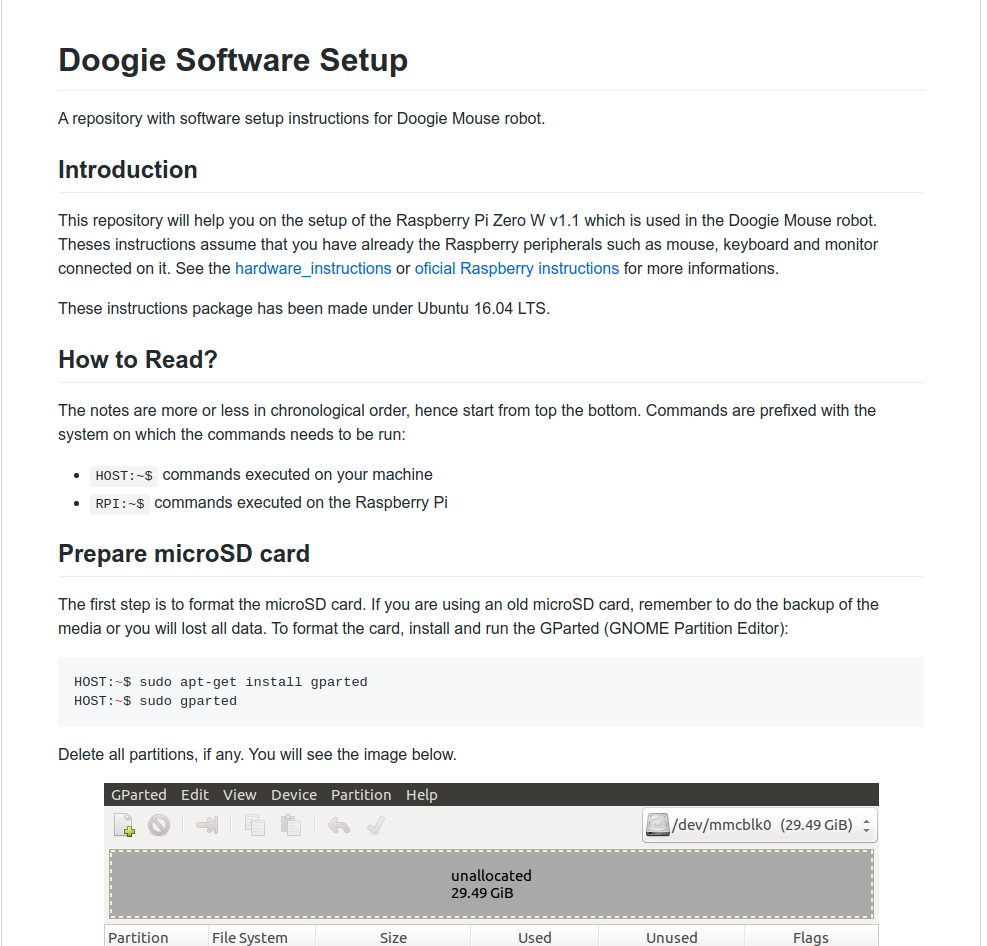 Doogie Software Setup
A repository with software setup instructions for Doogie Mouse robot.
Introduction
This repository will help you on the setup of the Raspberry Pi Zero W v1.1 which is used in the Doogie Mouse robot.
Theses instructions assume that you have already the Raspberry peripherals such as mouse, keyboard and monitor
connected on it. See the hardware_instructions or oficial Raspberry instructions for more informations.
These instructions package has been made under Ubuntu 16.04 LTS.
How to Read?
The notes are more or less in chronological order, hence start from top the bottom. Commands are prefixed with the
system on which the commands needs to be run:
• HOST:~$ commands executed on your machine
• RPI:~$ commands executed on the Raspberry Pi
Prepare microSD card
The first step is to format the microSD card. If you are using an old microSD card, remember to do the backup of the
media or you will lost all data. To format the card, install and run the GParted (GNOME Partition Editor):
HOST:~$ sudo apt-get install gparted
HOST:~$ sudo gparted
Delete all partitions, if any. You will see the image below.
GParted Edit View Device Partition Help
/dev/mmcblk0 (29.49 GiB)
unallocated
29.49 GiB
Partition File System Size Used Unused Flags